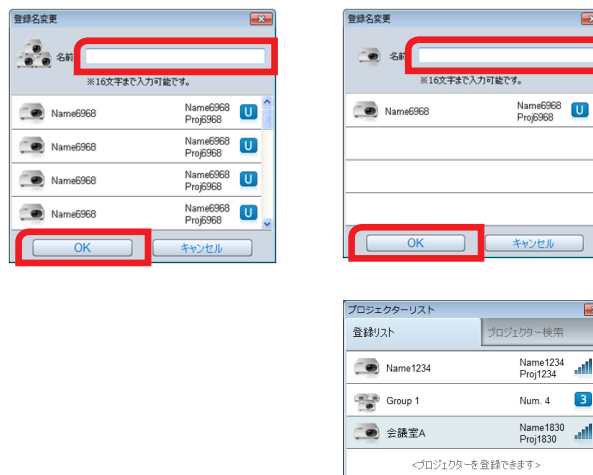 登録名変更
名前
※16文字まで入力可能です。
Name6968 Name6968 U
Proj6968
Name6968 Name6968 U
Proj6968
Name6968 Name6968 U
Proj6968
Name6968 Name6968 U
Proj6968
OK キャンセル
登録名変更
名前
※16文字まで入力可能です。
Name6968 Name6968 U
Proj6968
OK キャンセル
プロジェクターリスト
登録リスト プロジェクター検索
Name1234 Name1234
Proj1234
Group 1 Num. 4 3
会議室A Name1830
Proj1830
<プロジェクターを登録できます>